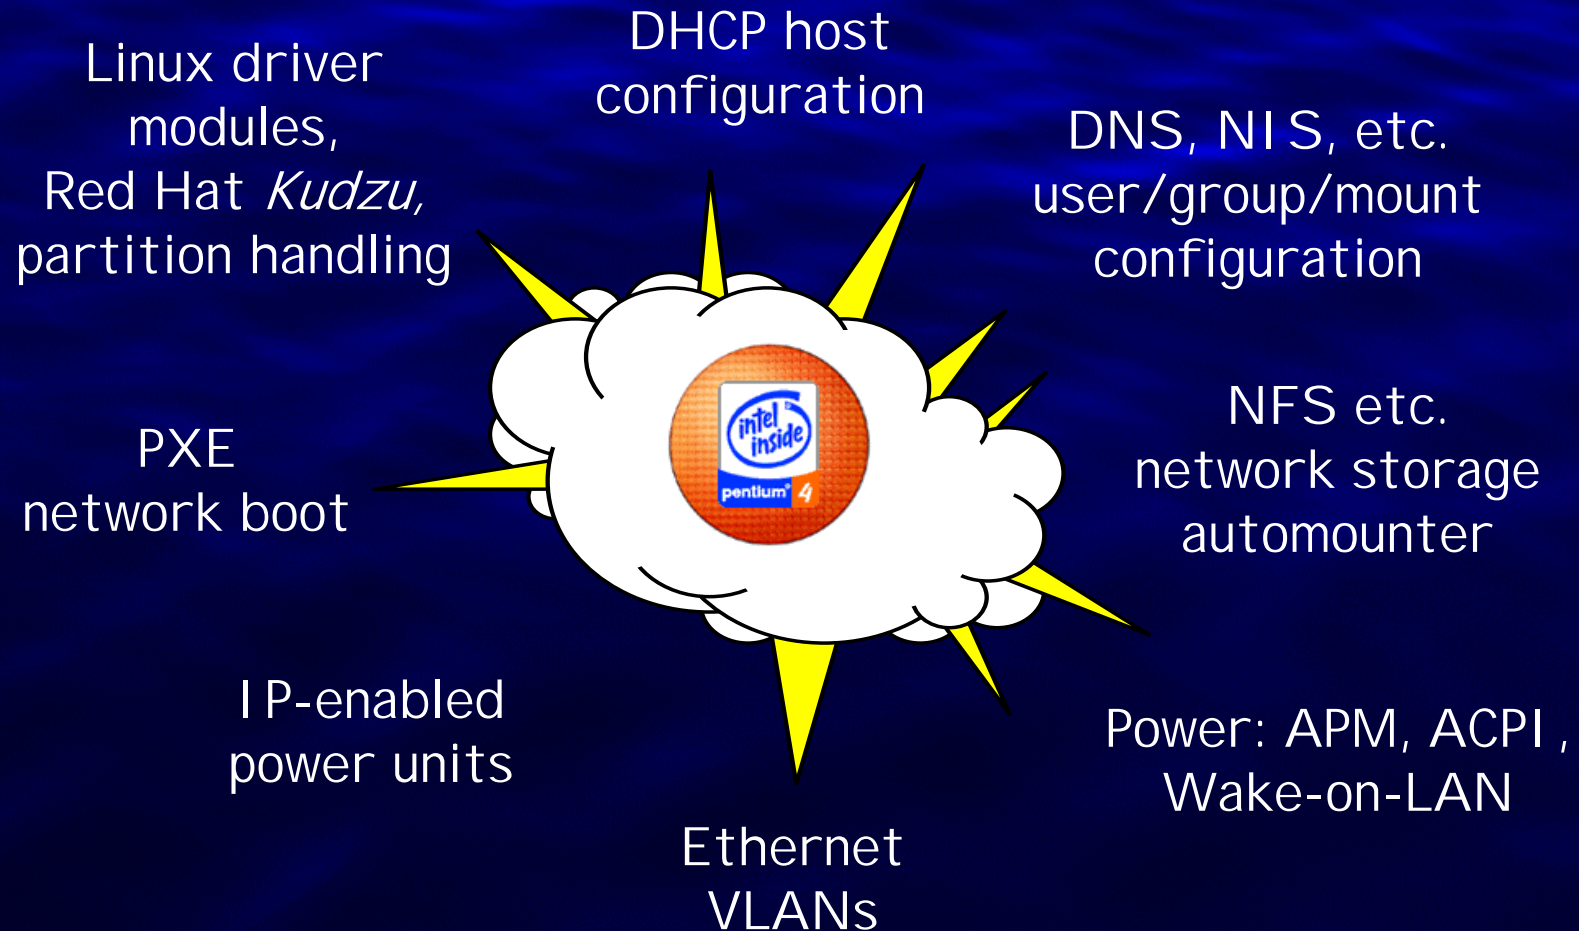 Linux driver
modules,
Red Hat Kudzu,
partition handling
DHCP host
configuration
DNS, NIS, etc.
user/group/mount
configuration
PXE
network boot
intel
inside
pentium® 4
NFS etc.
network storage
automounter
IP-enabled
power units
Power: APM, ACPI,
Wake-on-LAN
Ethernet
VLANs